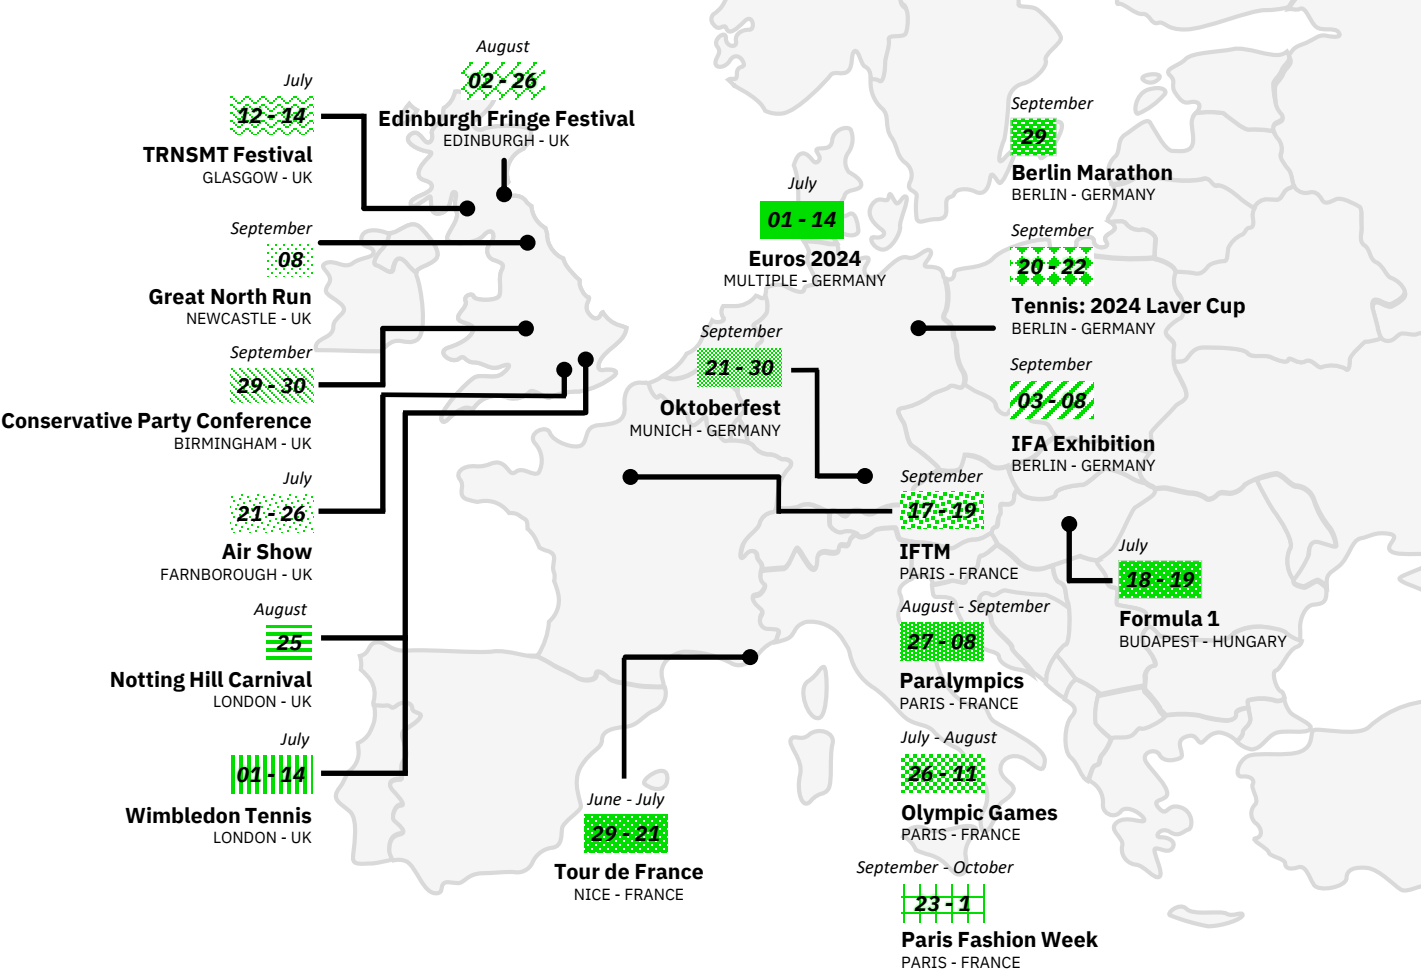 July
12 - 14
TRNSMT Festival
GLASGOW - UK
August
02 - 26
Edinburgh Fringe Festival
EDINBURGH - UK
September
08
Great North Run
NEWCASTLE - UK
September
29 - 30
Conservative Party Conference
BIRMINGHAM - UK
July
21 - 26
Air Show
FARNBOROUGH - UK
August
25
Notting Hill Carnival
LONDON - UK
July
01 - 14
Wimbledon Tennis
LONDON - UK
June - July
29 - 21
Tour de France
NICE - FRANCE
July
01 - 14
Euros 2024
MULTIPLE - GERMANY
September
21 - 30
Oktoberfest
MUNICH - GERMANY
September
29
Berlin Marathon
BERLIN - GERMANY
September
20 - 22
Tennis: 2024 Laver Cup
BERLIN - GERMANY
September
03 - 08
IFA Exhibition
BERLIN - GERMANY
September
17 - 19
IFTM
PARIS - FRANCE
August - September
27 - 08
Paralympics
PARIS - FRANCE
July - August
26 - 11
Olympic Games
PARIS - FRANCE
September - October
23 - 1
Paris Fashion Week
PARIS - FRANCE
July
18 - 19
Formula 1
BUDAPEST - HUNGARY